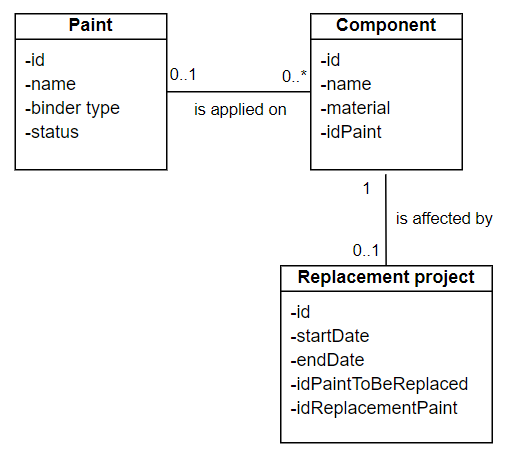 Paint
-id
-name
-binder type
-status
0..1
0..*
is applied on
Component
-id
-name
-material
-idPaint
1
is affected by
0..1
Replacement project
-id
-startDate
-endDate
-idPaintToBeReplaced
-idReplacementPaint